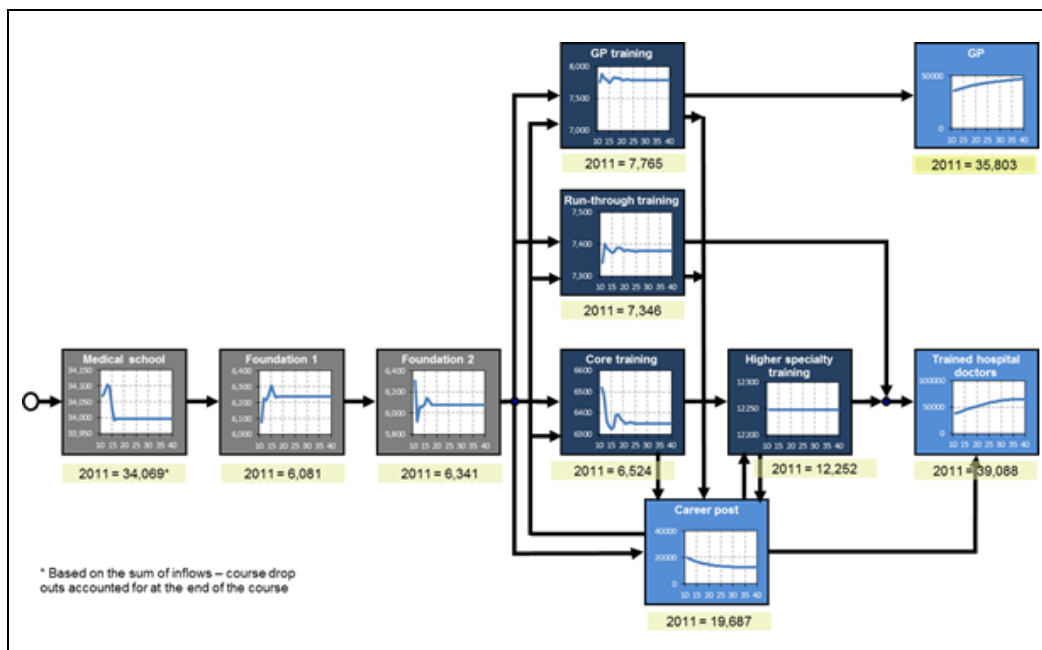 GP training
8,000
7,500
7,000
10 15 20 25 30 35 40
2011 = 7,765
GP
50000
0
10 15 20 25 30 35 40
2011 = 35,803
Run-through training
7,500
7,400
7,300
10 15 20 25 30 35 40
2011 = 7,346
Medical school
34,150
34,100
34,050
34,000
33,950
10 15 20 25 30 35 40
2011 = 34,069*
Foundation 1
6,400
6,300
6,200
6,100
6,000
10 15 20 25 30 35 40
2011 = 6,081
Foundation 2
6,400
6,200
6,000
5,800
10 15 20 25 30 35 40
2011 = 6,341
Core training
6600
6400
6300
10 15 20 25 30 35 40
2011 = 6,524
Higher specialty
training
12300
12250
12200
10 15 20 25 30 35 40
2011 = 12,252
Trained hospital
doctors
100000
50000
0
10 15 20 25 30 35 40
2011 = 39,088
Career post
40000
20000
0
10 15 20 25 30 35 40
2011 = 19,687
* Based on the sum of inflows – course drop
outs accounted for at the end of the course